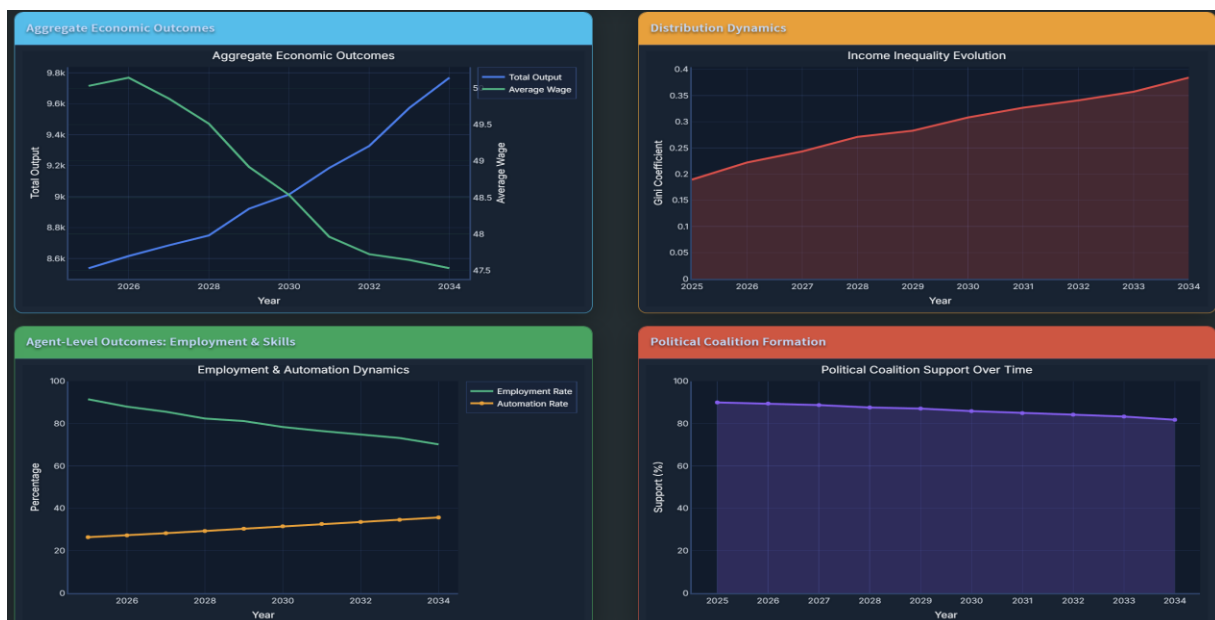 Aggregate Economic Outcomes
Aggregate Economic Outcomes
9.8k
9.6k
9.4k
9.2k
9k
8.8k
8.6k
Total Output
5
49.5
49
48.5
48
47.5
Average Wage
Total Output
Average Wage
2026
2028
2030
2032
2034
Year
Distribution Dynamics
Income Inequality Evolution
0.4
0.35
0.3
0.25
0.2
0.15
0.1
0.05
0
Gini Coefficient
2025
2026
2027
2028
2029
2030
2031
2032
2033
2034
Year
Agent-Level Outcomes: Employment & Skills
Employment & Automation Dynamics
100
80
60
40
20
0
Percentage
Employment Rate
Automation Rate
2026
2028
2030
2032
2034
Year
Political Coalition Formation
Political Coalition Support Over Time
100
80
60
40
20
0
Support (%)
2025
2026
2027
2028
2029
2030
2031
2032
2033
2034
Year